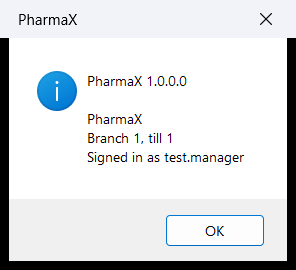 PharmaX
PharmaX 1.0.0.0
PharmaX
Branch 1, till 1
Signed in as test.manager
OK